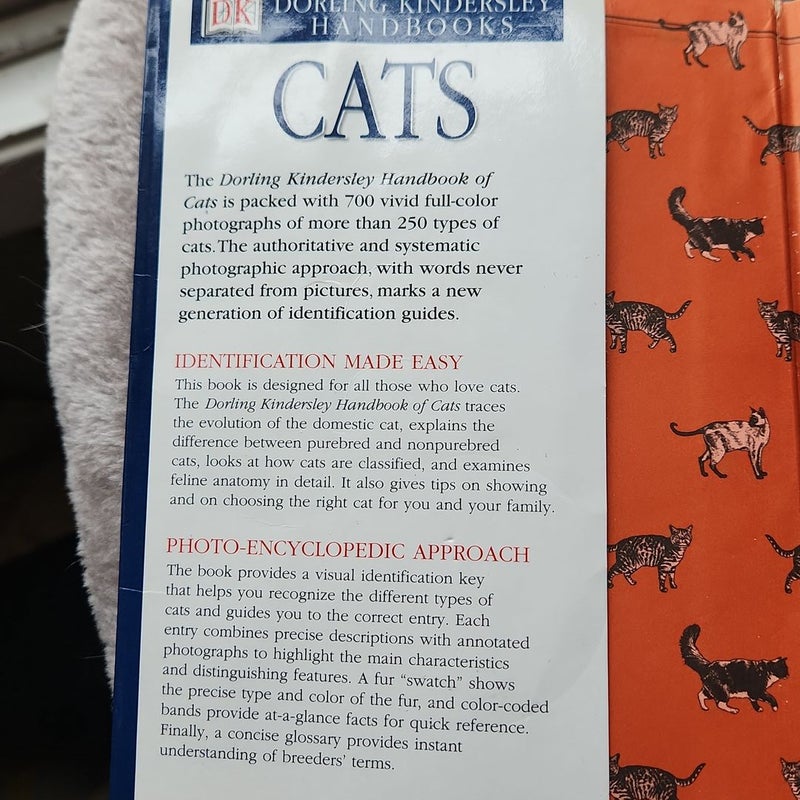 DK
DORLING KINDERSLEY
HANDBOOKS
CATS
The Dorling Kindersley Handbook of
Cats is packed with 700 vivid full-color
photographs of more than 250 types of
cats. The authoritative and systematic
photographic approach, with words never
separated from pictures, marks a new
generation of identification guides.
IDENTIFICATION MADE EASY
This book is designed for all those who love cats.
The Dorling Kindersley Handbook of Cats traces
the evolution of the domestic cat, explains the
difference between purebred and nonpurebred
cats, looks at how cats are classified, and examines
feline anatomy in detail. It also gives tips on showing
and on choosing the right cat for you and your family.
PHOTO-ENCYCLOPEDIC APPROACH
The book provides a visual identification key
that helps you recognize the different types of
cats and guides you to the correct entry. Each
entry combines precise descriptions with annotated
photographs to highlight the main characteristics
and distinguishing features. A fur “swatch” shows
the precise type and color of the fur, and color-coded
bands provide at-a-glance facts for quick reference.
Finally, a concise glossary provides instant
understanding of breeders’ terms.